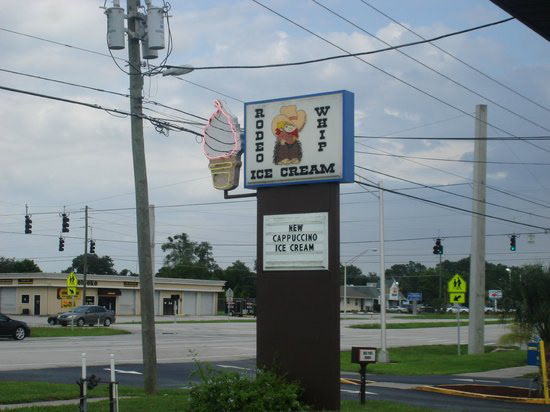 RODEO WHIP
ICE CREAM
NEW
CAPPUCCINO
ICE CREAM